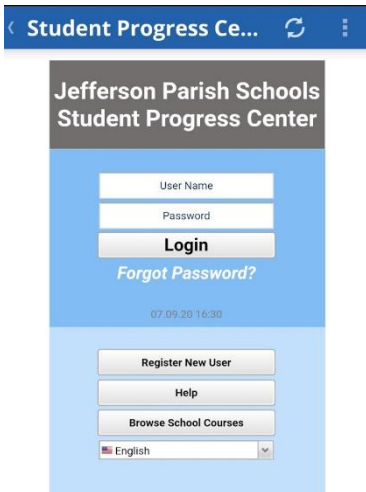 Student Progress Ce...
Jefferson Parish Schools
Student Progress Center
User Name
Password
Login
Forgot Password?
07.09.20 16:30
Register New User
Help
Browse School Courses
English